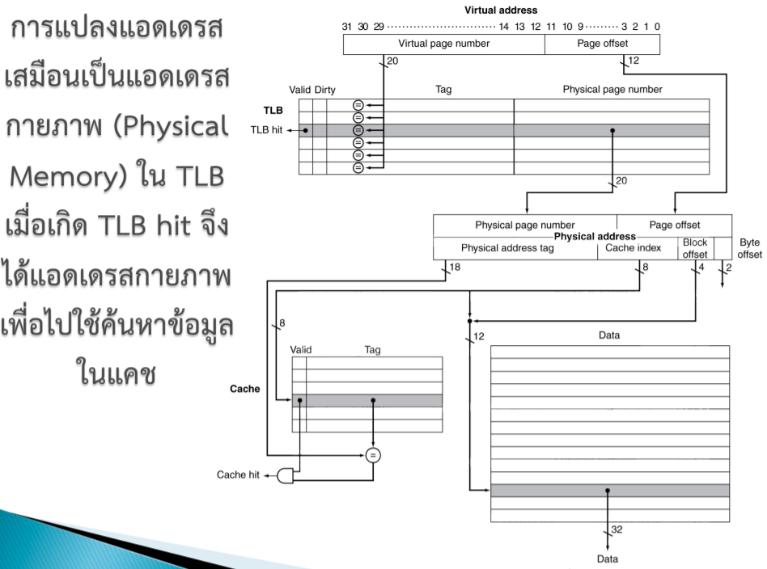 การแปลงแอดเดรส
เสมือนเป็นแอดเดรส
กายภาพ (Physical
Memory) ใน TLB
เมื่อเกิด TLB hit จึง
ได้แอดเดรสกายภาพ
เพื่อไปใช้ค้นหาข้อมูล
ในแคช
Virtual address
31 30 29 ······························ 14 13 12 11 10 9 ········· 3 2 1 0
Virtual page number Page offset
20 12
Valid Dirty Tag Physical page number
TLB
TLB hit
=
=
=
=
=
=
20
Physical page number Page offset
Physical address
Physical address tag Cache index Block offset Byte offset
18 8 4 2
8
12 Data
Valid Tag
Cache
=
Cache hit
32
Data